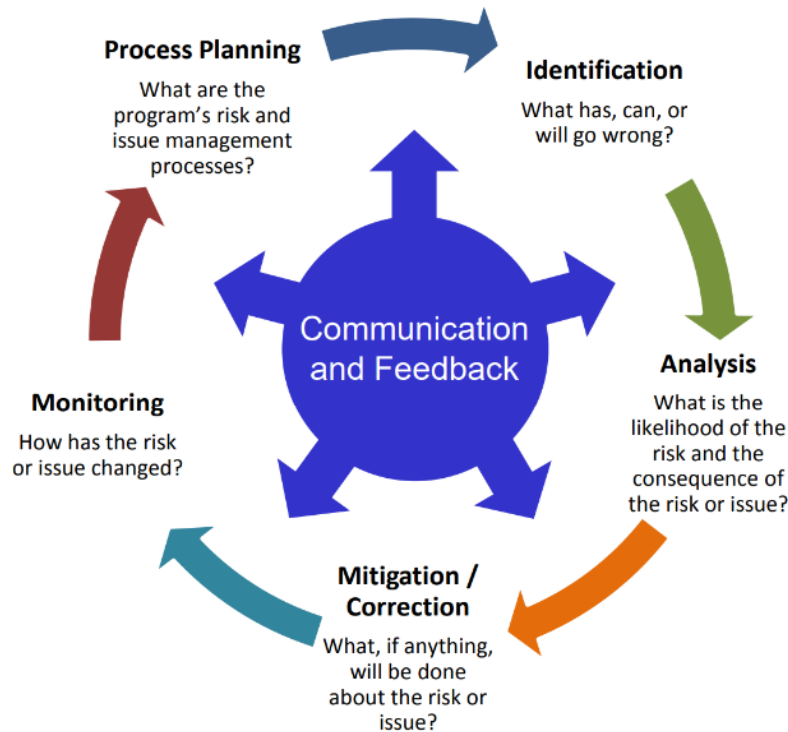 Process Planning
What are the
program's risk and
issue management
processes?
Identification
What has, can, or
will go wrong?
Communication
and Feedback
Analysis
What is the
likelihood of the
risk and the
consequence of
the risk or issue?
Mitigation /
Correction
What, if anything,
will be done
about the risk or
issue?
Monitoring
How has the risk
or issue changed?